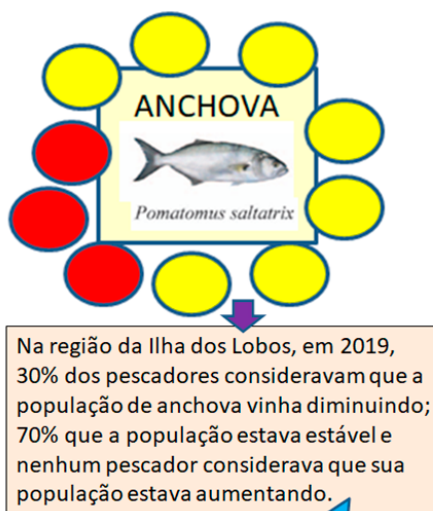 ANCHOVA
Pomatomus saltatrix
Na região da Ilha dos Lobos, em 2019,
30% dos pescadores consideravam que a
população de anchova vinha diminuindo;
70% que a população estava estável e
nenhum pescador considerava que sua
população estava aumentando.